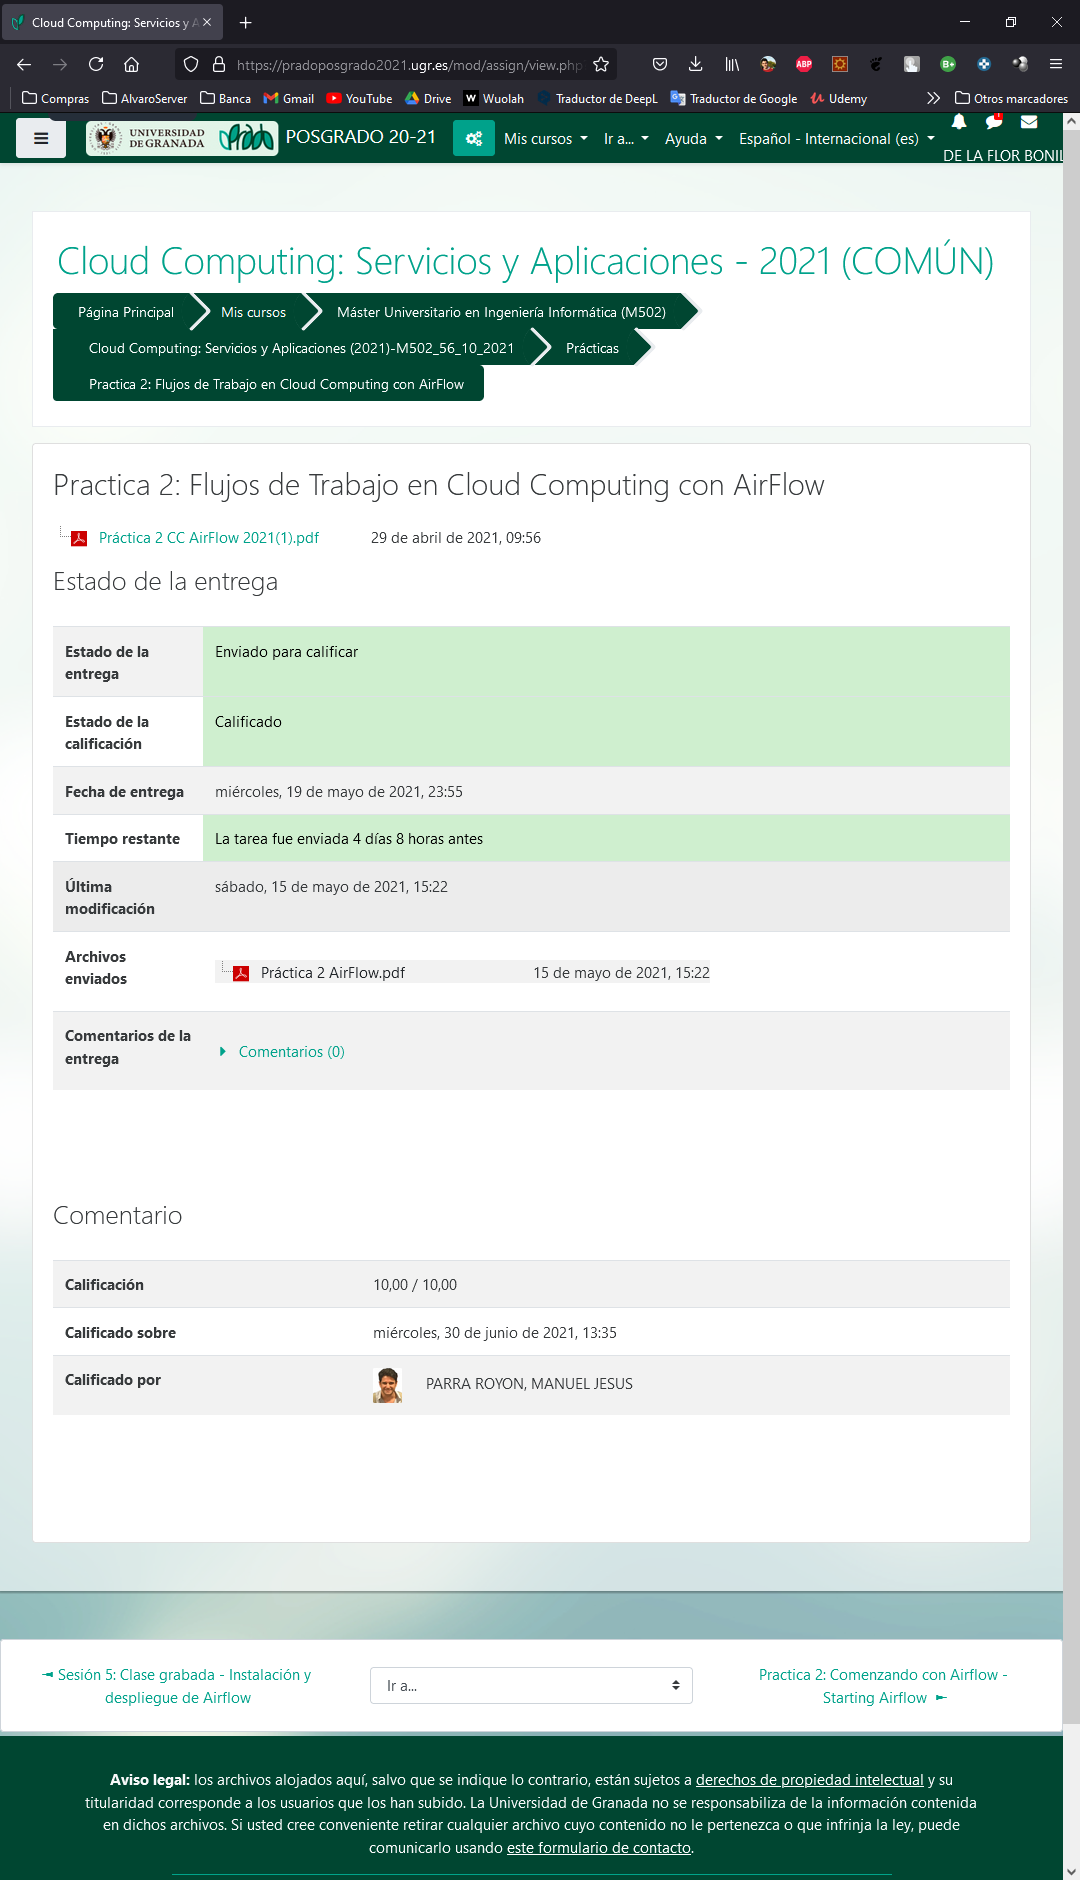 Cloud Computing: Servicios y A
https://pradoposgrado2021.ugr.es/mod/assign/view.php
Compras AlvaroServer Banca Gmail YouTube Drive Wuolah Traductor de DeepL Traductor de Google Udemy Otros marcadores
UNIVERSIDAD
DE GRANADA
POSGRADO 20-21 Mis cursos Ir a... Ayuda Español - Internacional (es)
DE LA FLOR BONIL
Cloud Computing: Servicios y Aplicaciones - 2021 (COMÚN)
Página Principal Mis cursos Máster Universitario en Ingeniería Informática (M502)
Cloud Computing: Servicios y Aplicaciones (2021)-M502_56_10_2021 Prácticas
Practica 2: Flujos de Trabajo en Cloud Computing con AirFlow
Practica 2: Flujos de Trabajo en Cloud Computing con AirFlow
Práctica 2 CC AirFlow 2021(1).pdf 29 de abril de 2021, 09:56
Estado de la entrega
Estado de la Enviado para calificar
entrega
Estado de la Calificado
calificación
Fecha de entrega miércoles, 19 de mayo de 2021, 23:55
Tiempo restante La tarea fue enviada 4 días 8 horas antes
Última sábado, 15 de mayo de 2021, 15:22
modificación
Archivos
enviados
Práctica 2 AirFlow.pdf 15 de mayo de 2021, 15:22
Comentarios de la
entrega
Comentarios (0)
Comentario
Calificación 10,00 / 10,00
Calificado sobre miércoles, 30 de junio de 2021, 13:35
Calificado por PARRA ROYON, MANUEL JESUS
◄ Sesión 5: Clase grabada - Instalación y
despliegue de Airflow
Ir a...
Practica 2: Comenzando con Airflow -
Starting Airflow ►
Aviso legal: los archivos alojados aquí, salvo que se indique lo contrario, están sujetos a derechos de propiedad intelectual y su
titularidad corresponde a los usuarios que los han subido. La Universidad de Granada no se responsabiliza de la información contenida
en dichos archivos. Si usted cree conveniente retirar cualquier archivo cuyo contenido no le pertenezca o que infrinja la ley, puede
comunicarlo usando este formulario de contacto.